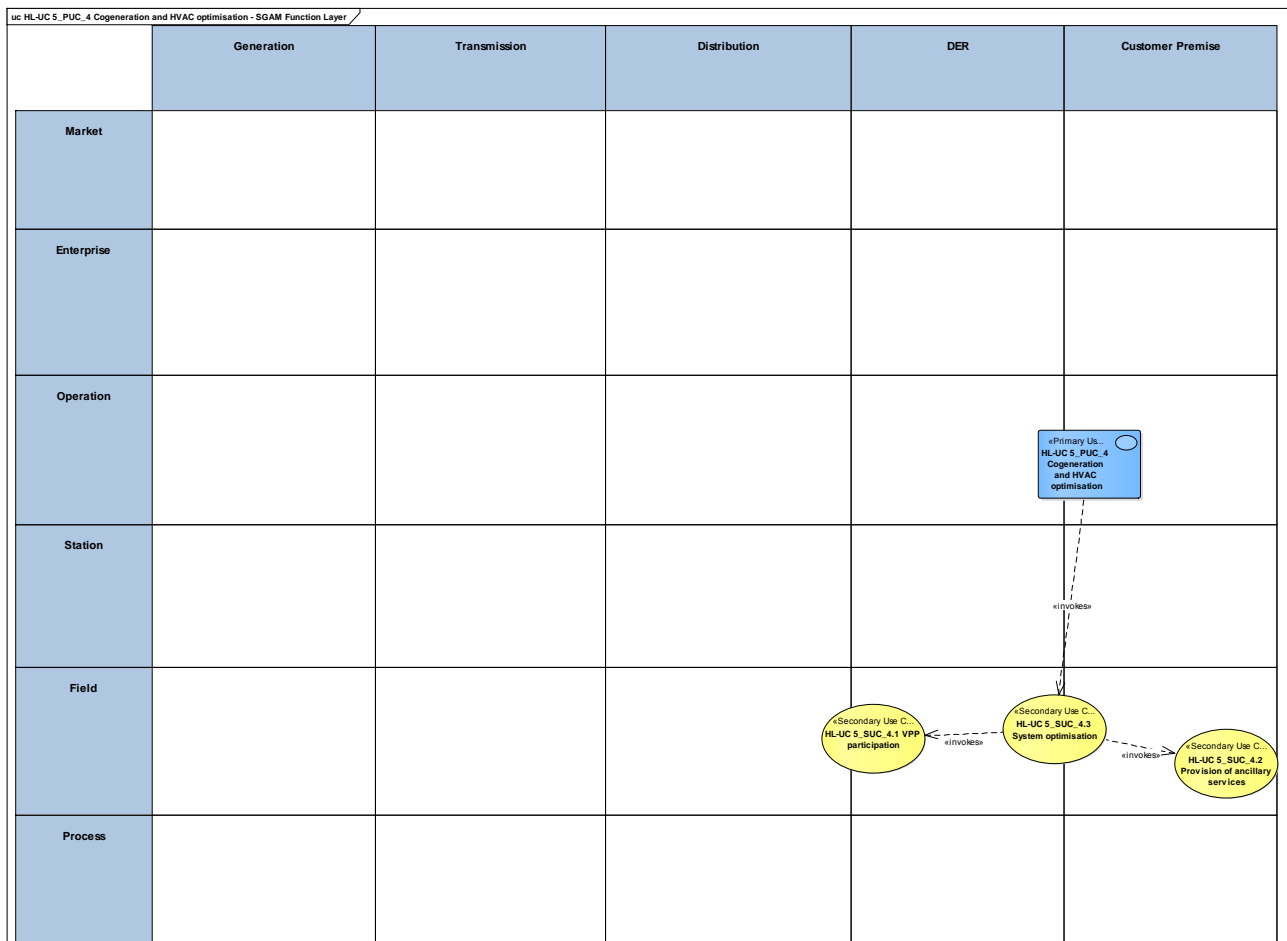 uc HL-UC 5_PUC_4 Cogeneration and HVAC optimisation - SGAM Function Layer
Generation
Transmission
Distribution
DER
Customer Premise
Market
Enterprise
Operation
«Primary Us...
HL-UC 5_PUC_4
Cogeneration
and HVAC
optimisation
Station
«invokes»
Field
«Secondary Use C...
HL-UC 5_SUC_4.1 VPP
participation
«invokes»
«Secondary Use C...
HL-UC 5_SUC_4.3
System optimisation
«invokes»
«Secondary Use C...
HL-UC 5_SUC_4.2
Provision of ancillary
services
Process